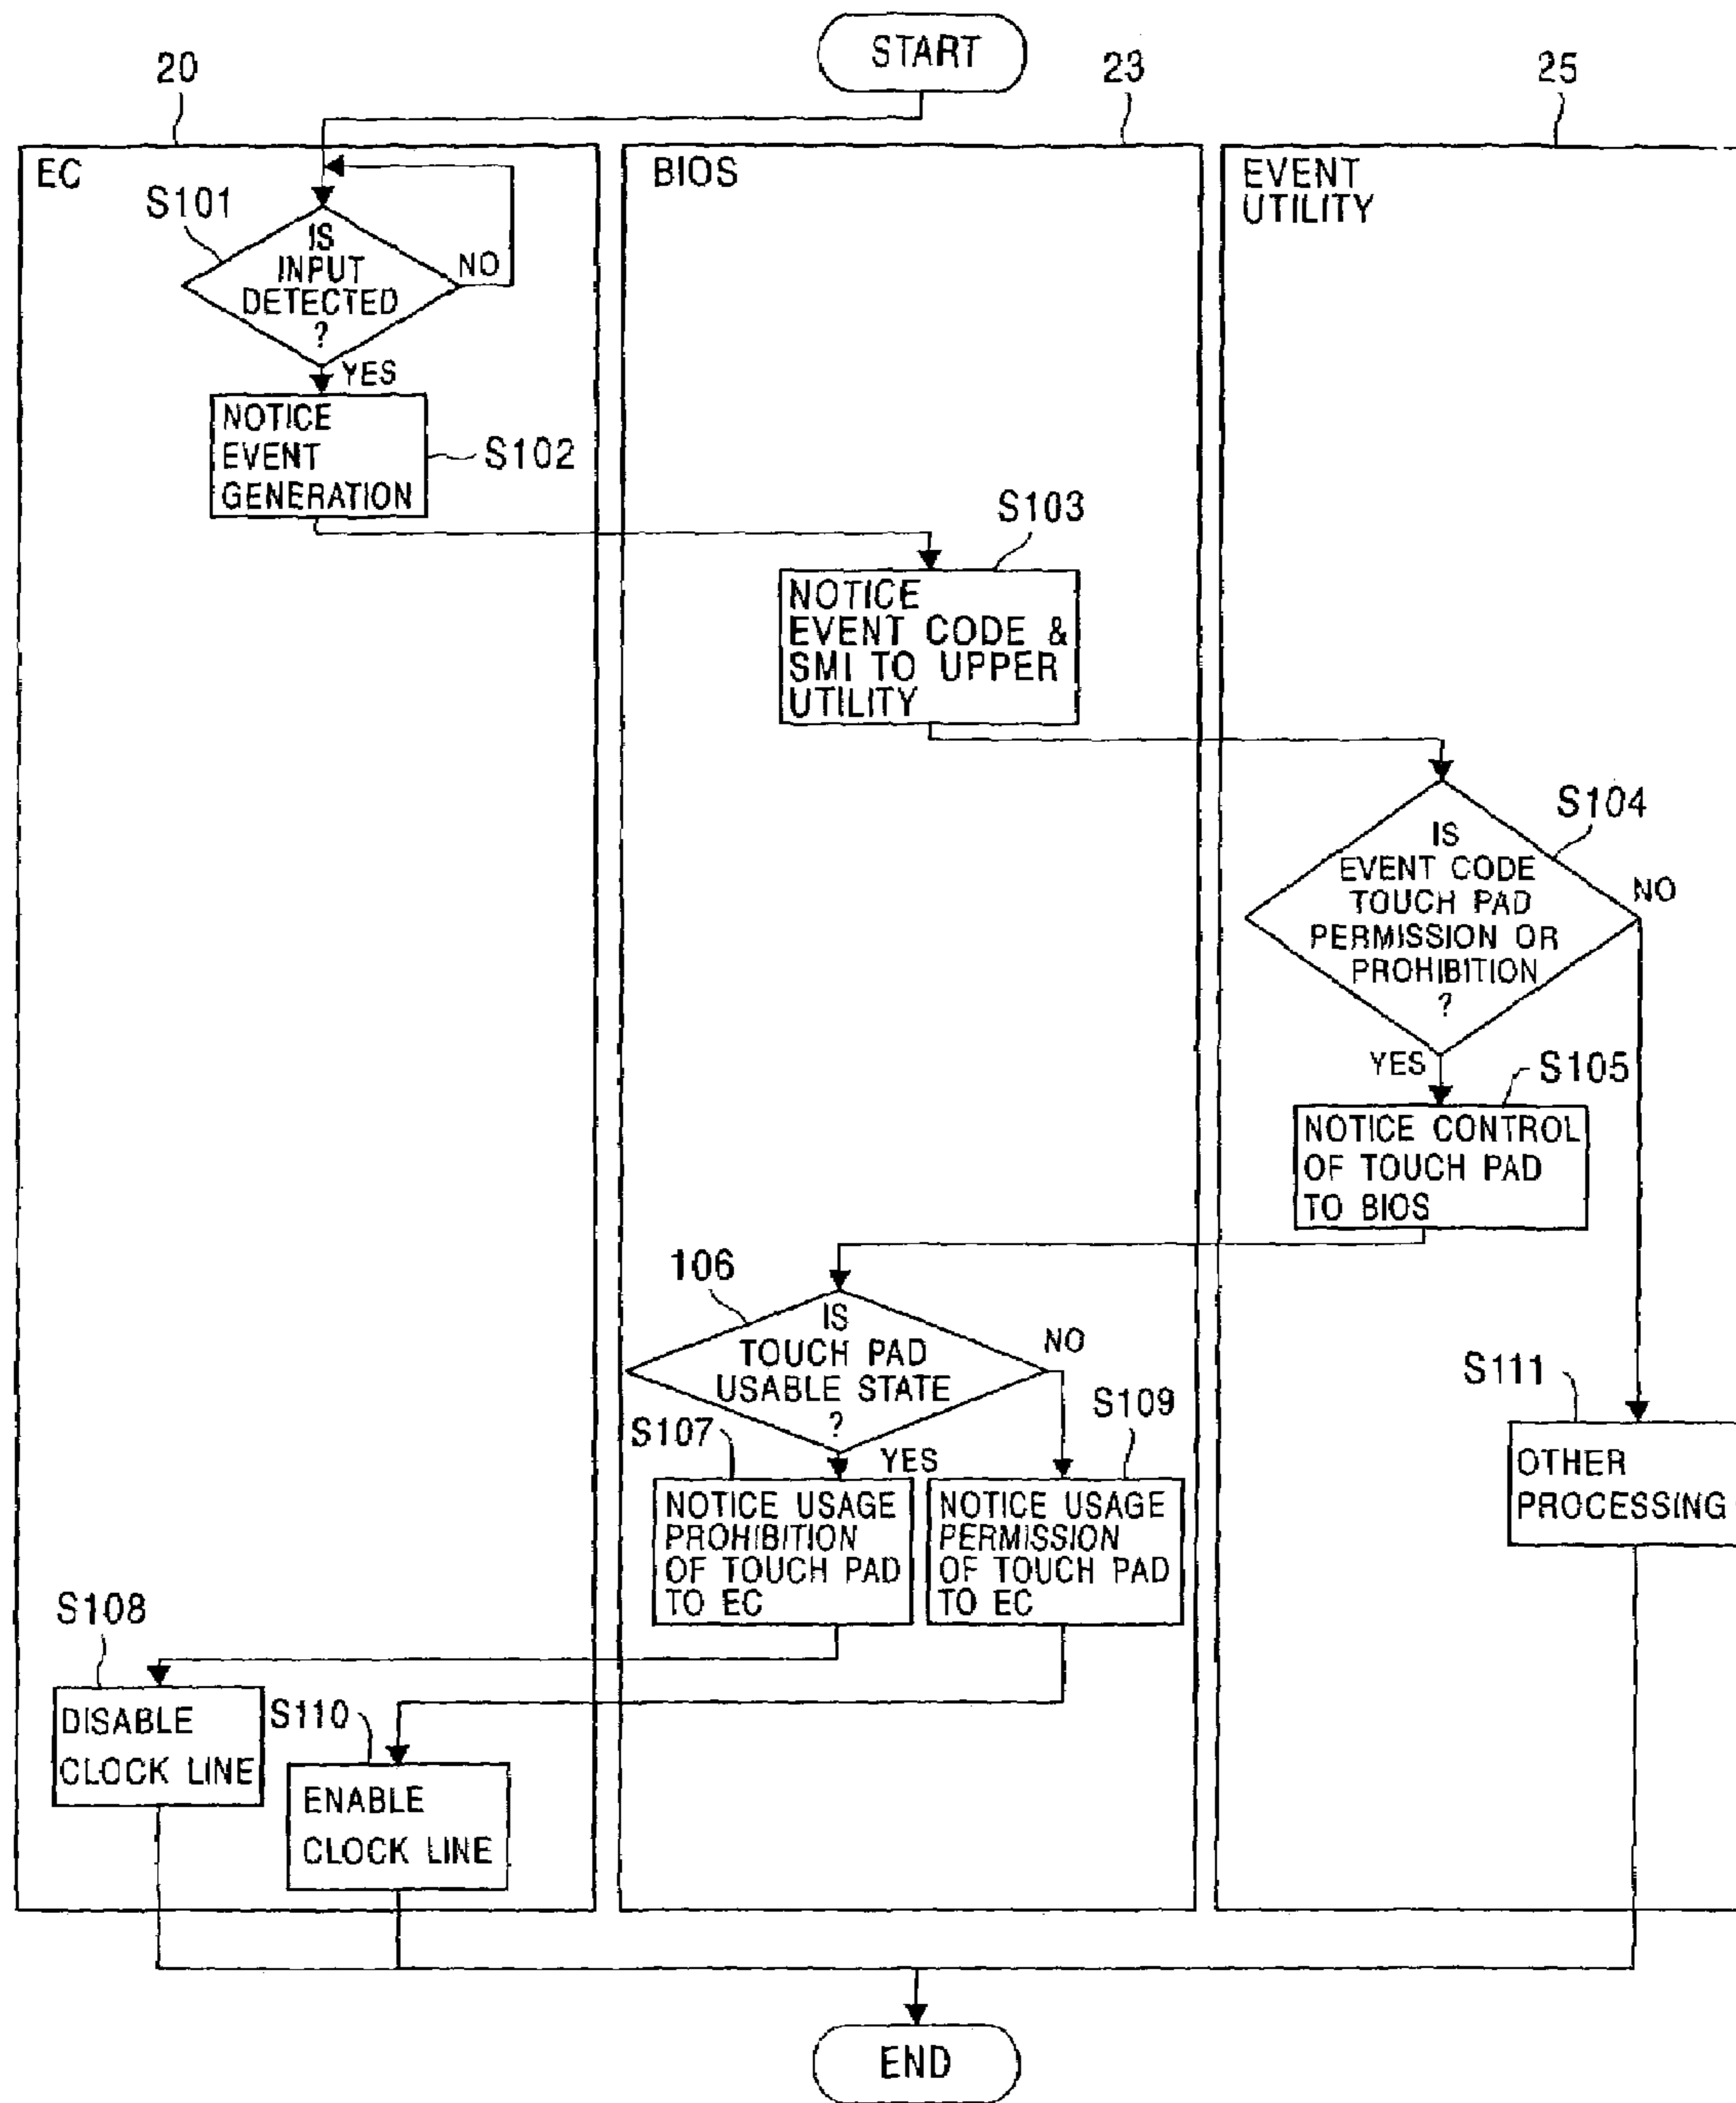 START
20
23
25
EC
BIOS
EVENT
UTILITY
S101
IS
INPUT
DETECTED
?
NO
YES
NOTICE
EVENT
GENERATION
S102
S103
NOTICE
EVENT CODE &
SMI TO UPPER
UTILITY
S104
IS
EVENT CODE
TOUCH PAD
PERMISSION OR
PROHIBITION
?
NO
YES
S105
NOTICE CONTROL
OF TOUCH PAD
TO BIOS
106
IS
TOUCH PAD
USABLE STATE
?
NO
YES
S107
S109
S111
NOTICE USAGE
PROHIBITION
OF TOUCH PAD
TO EC
NOTICE USAGE
PERMISSION
OF TOUCH PAD
TO EC
OTHER
PROCESSING
S108
DISABLE
CLOCK LINE
S110
ENABLE
CLOCK LINE
END